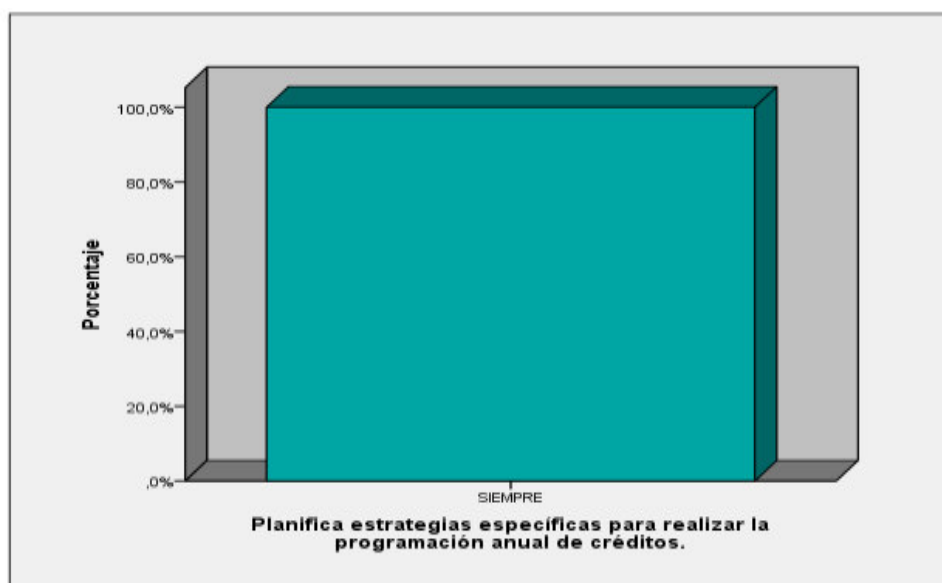 Porcentaje
100,0%
80,0%
60,0%
40,0%
20,0%
,0%
SIEMPRE
Planifica estrategias específicas para realizar la
programación anual de créditos.